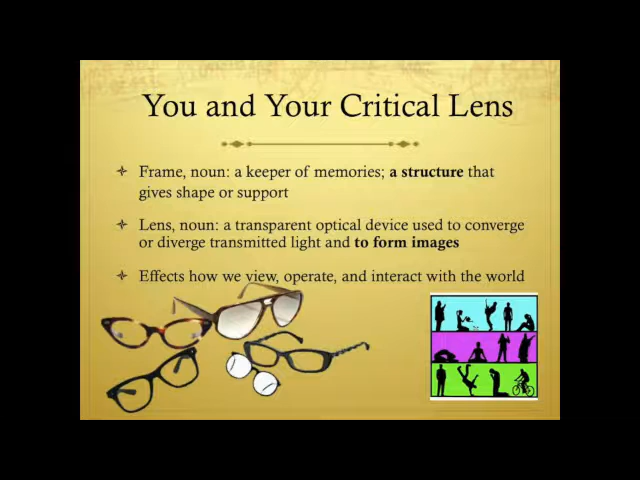 You and Your Critical Lens
Frame, noun: a keeper of memories; a structure that
gives shape or support
Lens, noun: a transparent optical device used to converge
or diverge transmitted light and to form images
Effects how we view, operate, and interact with the world